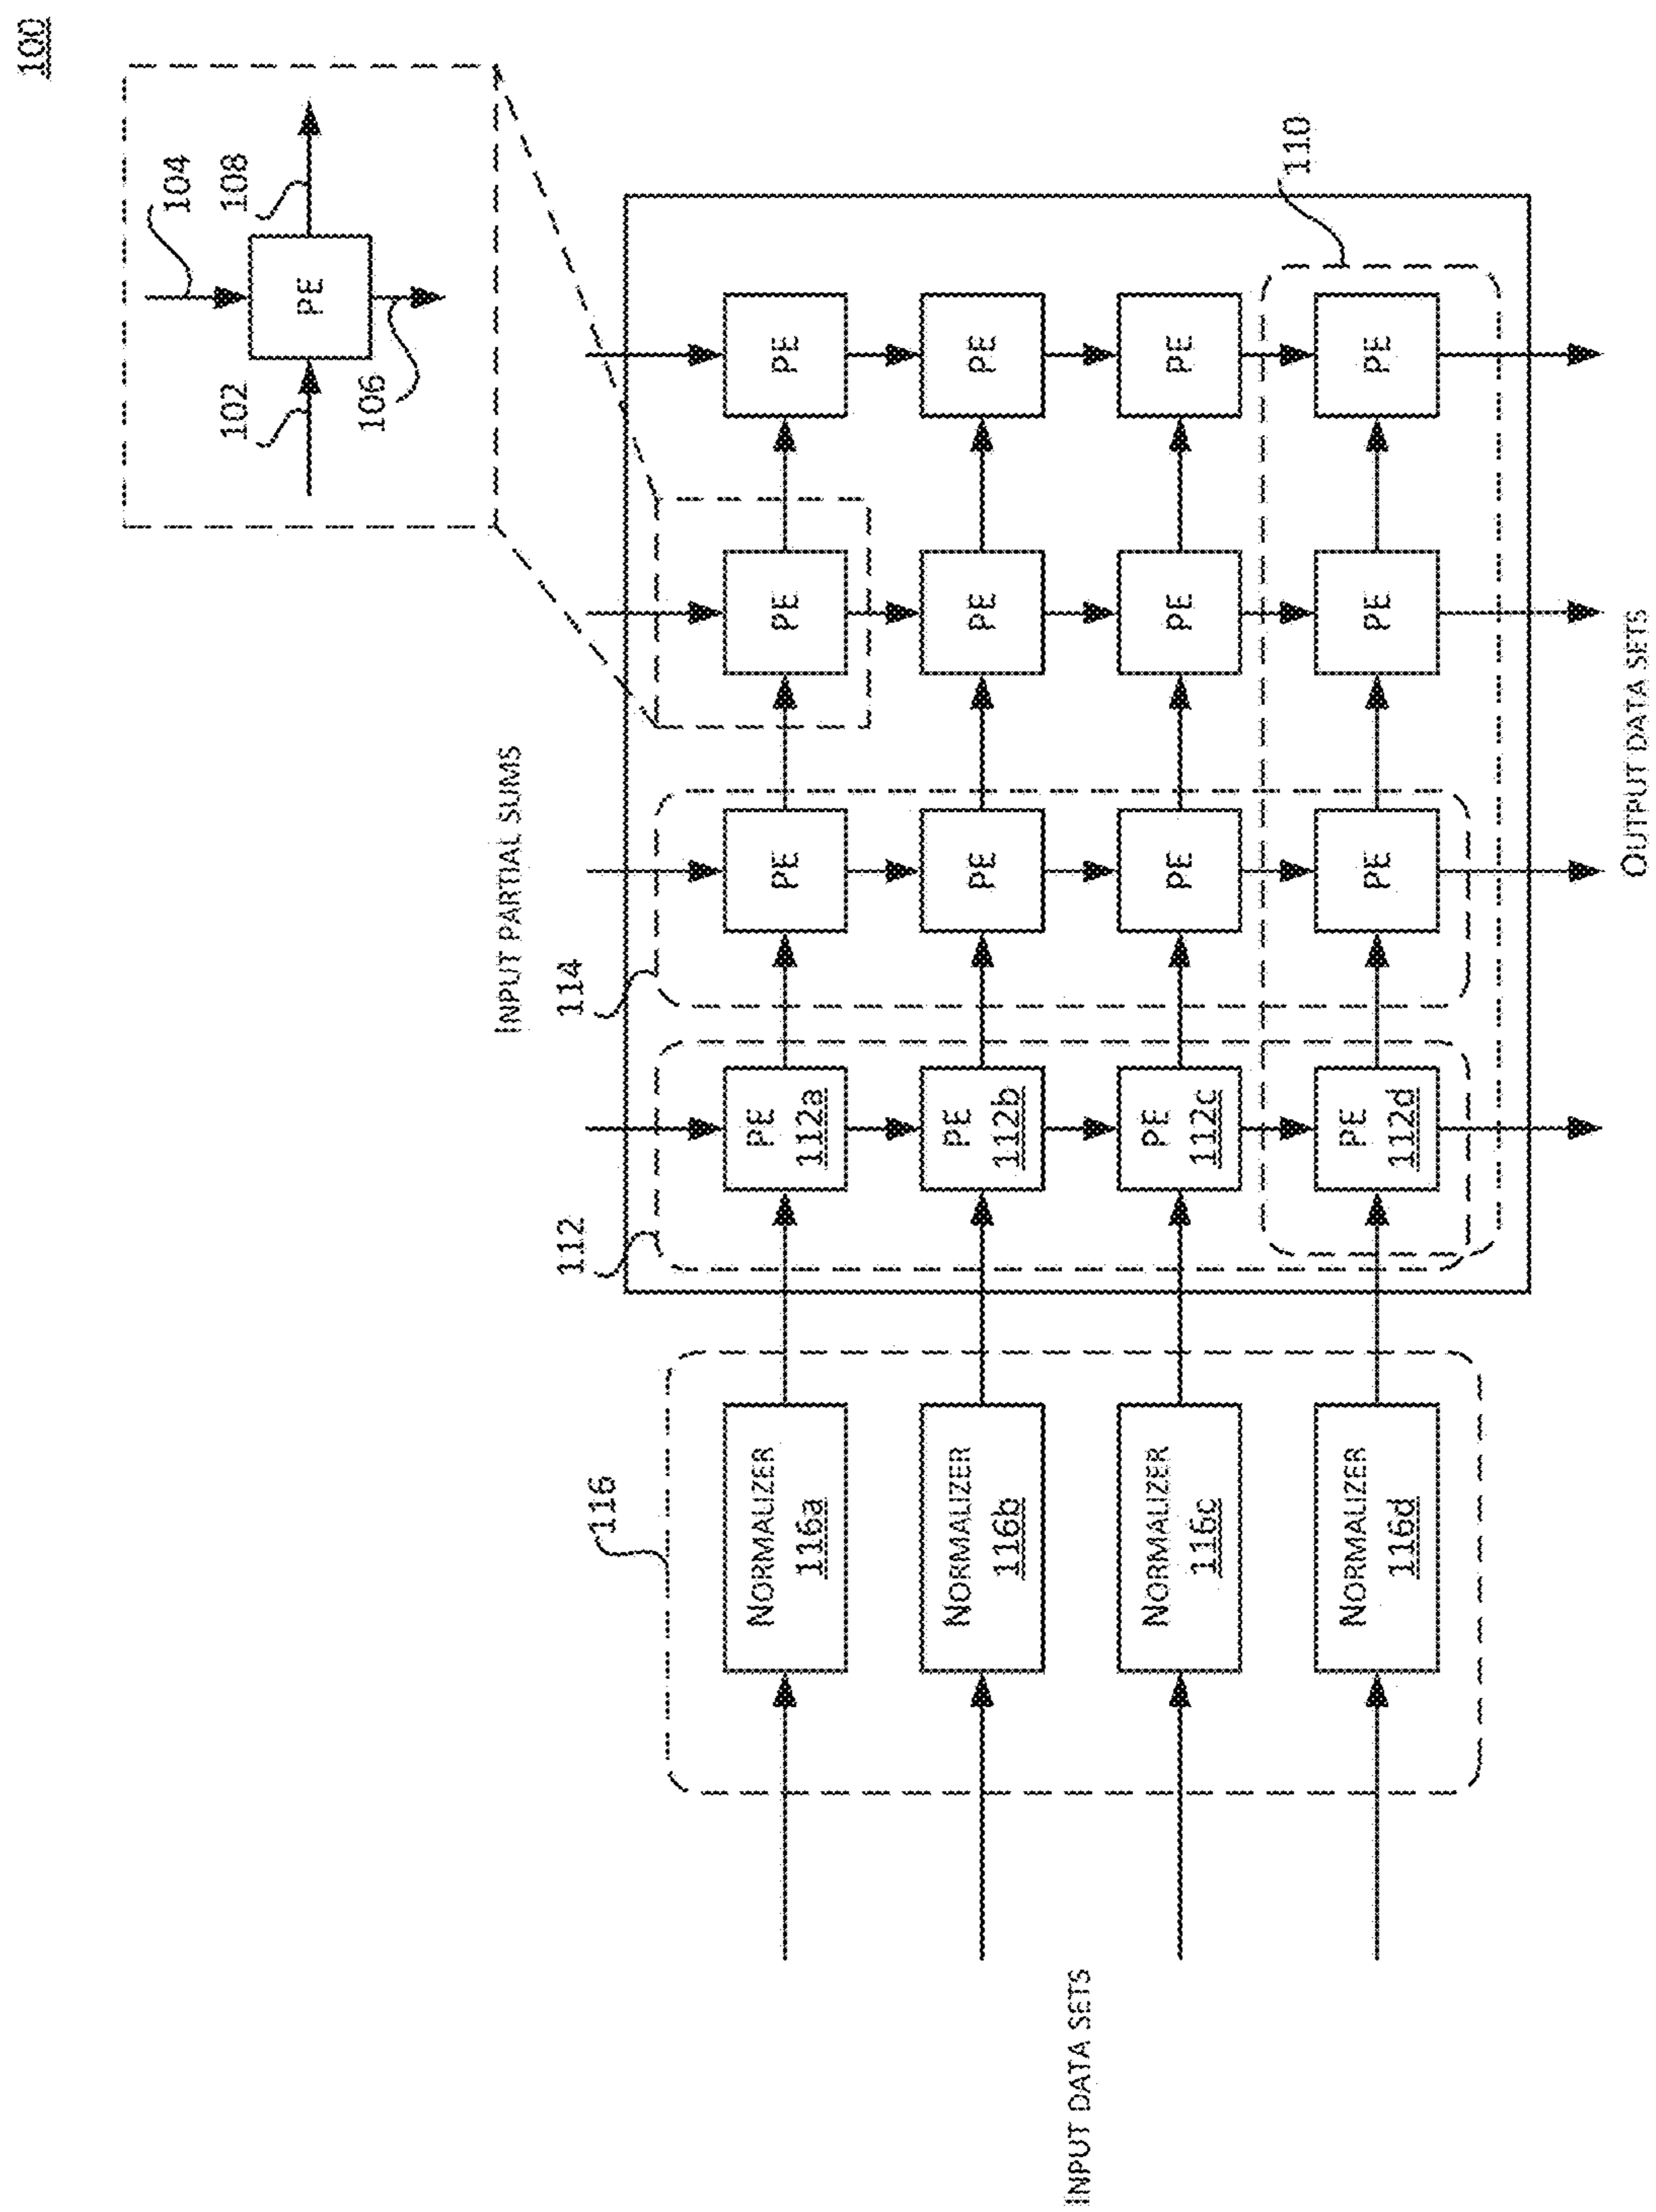 100
104
102
108
PE
106
INPUT PARTIAL SUMS
112
114
116
110
NORMALIZER
116a
PE
112a
PE
PE
PE
NORMALIZER
116b
PE
112b
PE
PE
PE
INPUT DATA SETS
NORMALIZER
116c
PE
112c
PE
PE
PE
NORMALIZER
116d
PE
112d
PE
PE
PE
OUTPUT DATA SETS